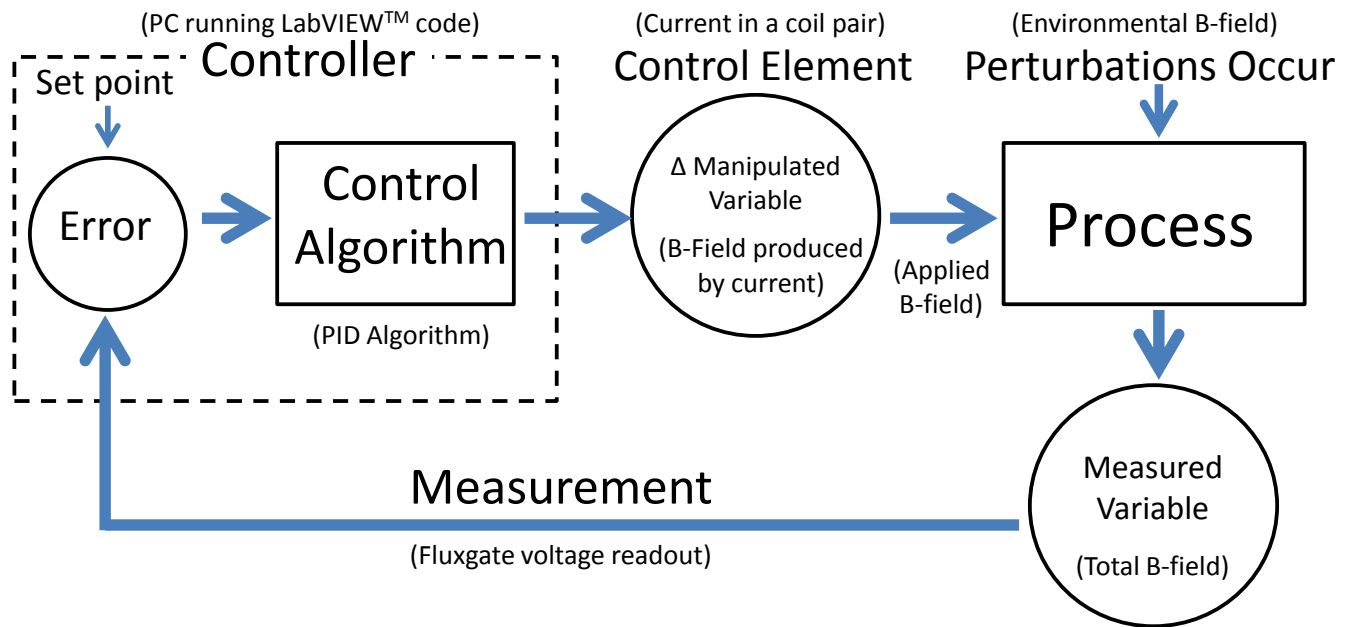 (PC running LabVIEW™ code)
Controller
Set point
Error
Control
Algorithm
(PID Algorithm)
(Current in a coil pair)
Control Element
Δ Manipulated
Variable
(B-Field produced
by current)
(Applied
B-field)
(Environmental B-field)
Perturbations Occur
Process
Measured
Variable
(Total B-field)
Measurement
(Fluxgate voltage readout)